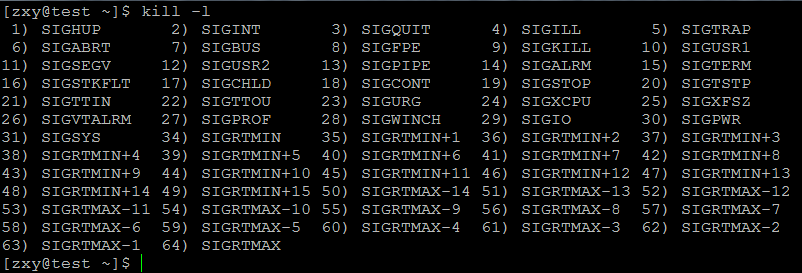 [zxy@test ~]$ kill -l
 1) SIGHUP       2) SIGINT       3) SIGQUIT      4) SIGILL       5) SIGTRAP
 6) SIGABRT      7) SIGBUS       8) SIGFPE       9) SIGKILL     10) SIGUSR1
11) SIGSEGV     12) SIGUSR2     13) SIGPIPE     14) SIGALRM     15) SIGTERM
16) SIGSTKFLT   17) SIGCHLD     18) SIGCONT     19) SIGSTOP     20) SIGTSTP
21) SIGTTIN     22) SIGTTOU     23) SIGURG      24) SIGXCPU     25) SIGXFSZ
26) SIGVTALRM   27) SIGPROF     28) SIGWINCH    29) SIGIO       30) SIGPWR
31) SIGSYS      34) SIGRTMIN    35) SIGRTMIN+1  36) SIGRTMIN+2  37) SIGRTMIN+3
38) SIGRTMIN+4  39) SIGRTMIN+5  40) SIGRTMIN+6  41) SIGRTMIN+7  42) SIGRTMIN+8
43) SIGRTMIN+9  44) SIGRTMIN+10 45) SIGRTMIN+11 46) SIGRTMIN+12 47) SIGRTMIN+13
48) SIGRTMIN+14 49) SIGRTMIN+15 50) SIGRTMAX-14 51) SIGRTMAX-13 52) SIGRTMAX-12
53) SIGRTMAX-11 54) SIGRTMAX-10 55) SIGRTMAX-9  56) SIGRTMAX-8  57) SIGRTMAX-7
58) SIGRTMAX-6  59) SIGRTMAX-5  60) SIGRTMAX-4  61) SIGRTMAX-3  62) SIGRTMAX-2
63) SIGRTMAX-1  64) SIGRTMAX
[zxy@test ~]$